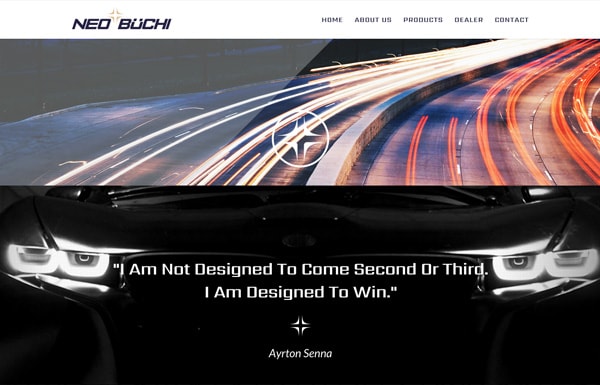 NEO BÜCHI
HOME ABOUT US PRODUCTS DEALER CONTACT
"I Am Not Designed To Come Second Or Third.
I Am Designed To Win."
Ayrton Senna